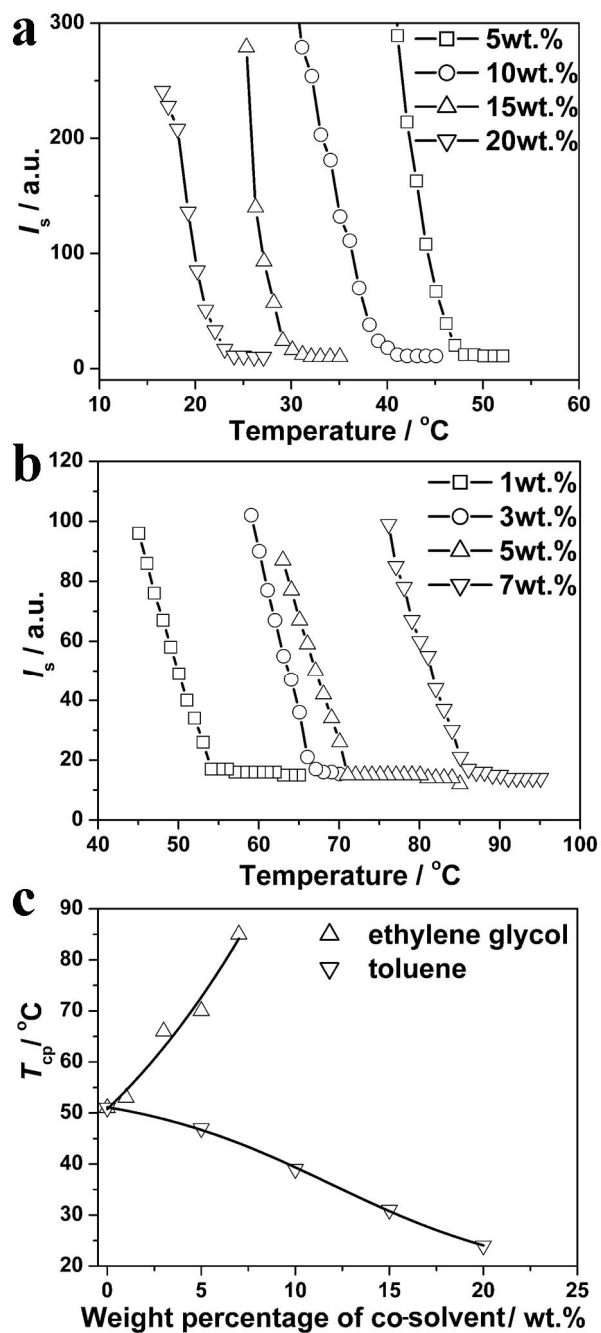 a
300
200
100
0
I_s / a.u.
5wt.%
10wt.%
15wt.%
20wt.%
10 20 30 40 50 60
Temperature / °C
b
120
100
80
60
40
20
0
I_s / a.u.
1wt.%
3wt.%
5wt.%
7wt.%
40 50 60 70 80 90 100
Temperature / °C
c
90
80
70
60
50
40
30
20
T_cp / °C
ethylene glycol
toluene
0 5 10 15 20 25
Weight percentage of co-solvent/ wt.%